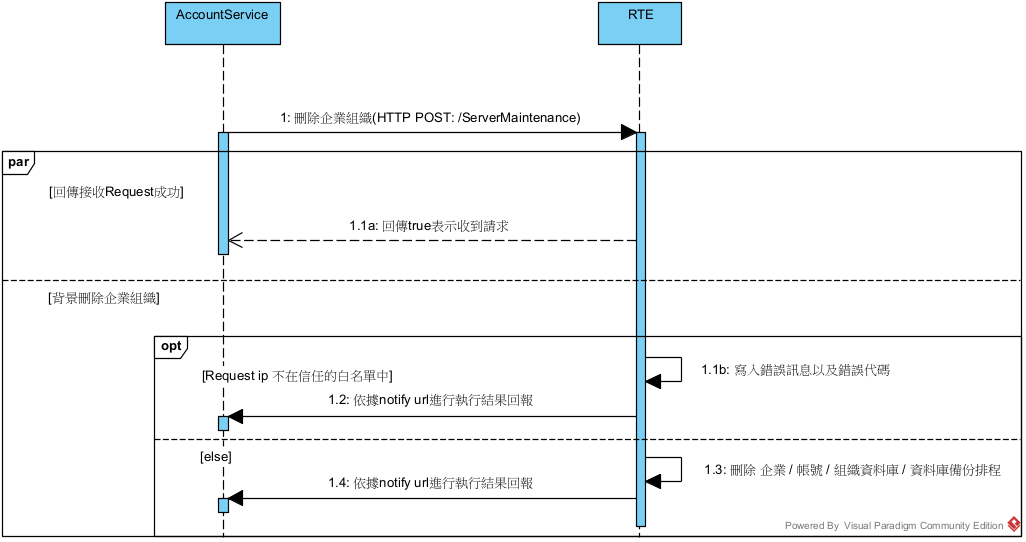 AccountService
RTE
1: 刪除企業組織(HTTP POST: /ServerMaintenance)
par
[回傳接收Request成功]
1.1a: 回傳true表示收到請求
[背景刪除企業組織]
opt
[Request ip 不在信任的白名單中]
1.1b: 寫入錯誤訊息以及錯誤代碼
1.2: 依據notify url進行執行結果回報
[else]
1.3: 刪除 企業 / 帳號 / 組織資料庫 / 資料庫備份排程
1.4: 依據notify url進行執行結果回報
Powered By Visual Paradigm Community Edition